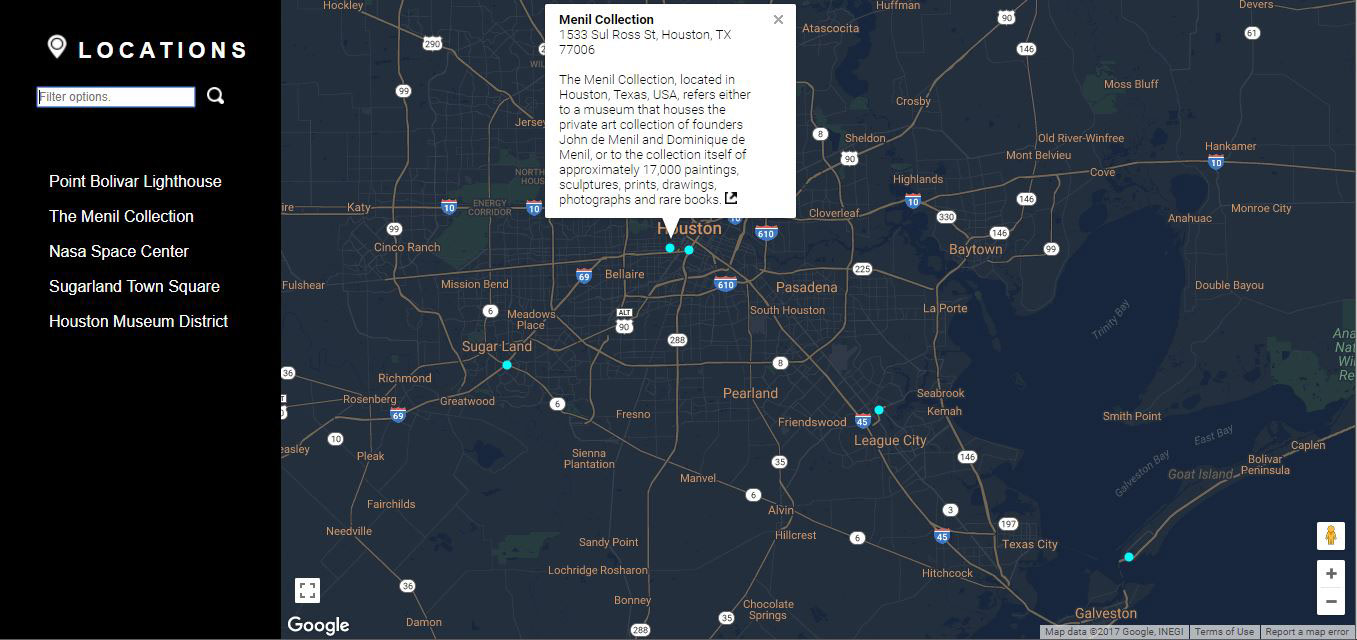 LOCATIONS
Filter options.
Point Bolivar Lighthouse
The Menil Collection
Nasa Space Center
Sugarland Town Square
Houston Museum District
Menil Collection
1533 Sul Ross St, Houston, TX
77006
The Menil Collection, located in
Houston, Texas, USA, refers either
to a museum that houses the
private art collection of founders
John de Menil and Dominique de
Menil, or to the collection itself of
approximately 17,000 paintings,
sculptures, prints, drawings,
photographs and rare books.
Hockley
Huffman
Devers
90
61
Atascocita
290
146
99
Moss Bluff
Crosby
Jersey
8
Sheldon
Old River-Winfree
90
Mont Belvieu
Hankamer
10
Cove
NORTH
HOUS
Highlands
Katy
10
ENERGY
CORRIDOR
10
10
10
146
Monroe City
Cloverleaf
330
Anahuac
99
Houston
610
146
Cinco Ranch
Baytown
99
69
Bellaire
225
Mission Bend
610
Pasadena
Fulshear
Double Bayou
6
Meadows
Place
ALT
90
South Houston
La Porte
Trinity Bay
288
Sugar Land
8
36
Richmond
Rosenberg
Greatwood
Pearland
Seabrook
69
6
Fresno
Friendswood
45
Kemah
Smith Point
10
League City
East Bay
Caplen
Pleak
Sienna
Plantation
35
146
Galveston Bay
Goat Island
Bolivar
Peninsula
Manvel
6
Fairchilds
Alvin
3
197
Needville
Hillcrest
6
45
Texas City
Sandy Point
Lochridge Rosharon
Hitchcock
36
Bonney
Chocolate
Springs
Damon
288
35
Galveston
Google
Map data ©2017 Google, INEGI
Terms of Use
Report a map error